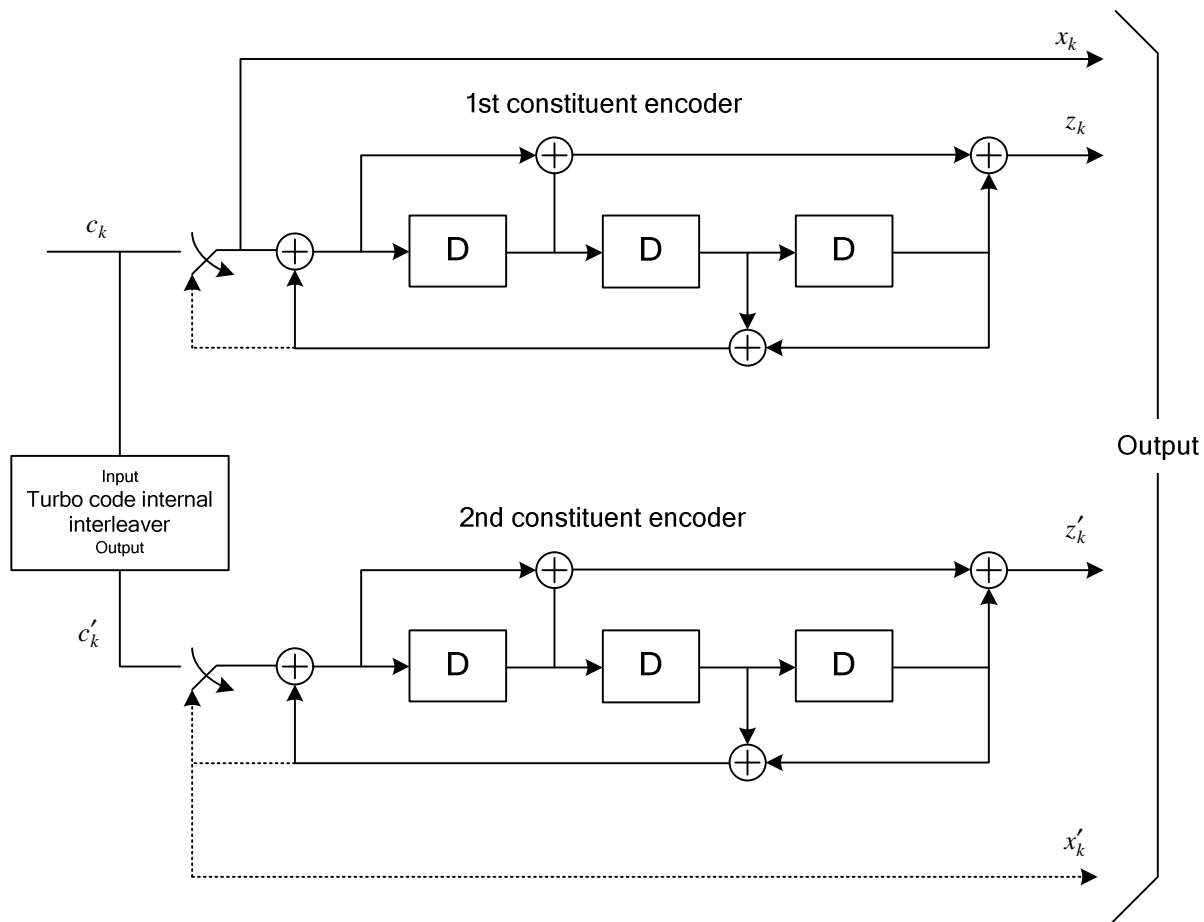 x_k
1st constituent encoder
z_k
c_k
D
D
D
Output
Input
Turbo code internal
interleaver
Output
2nd constituent encoder
z′_k
c′_k
D
D
D
x′_k